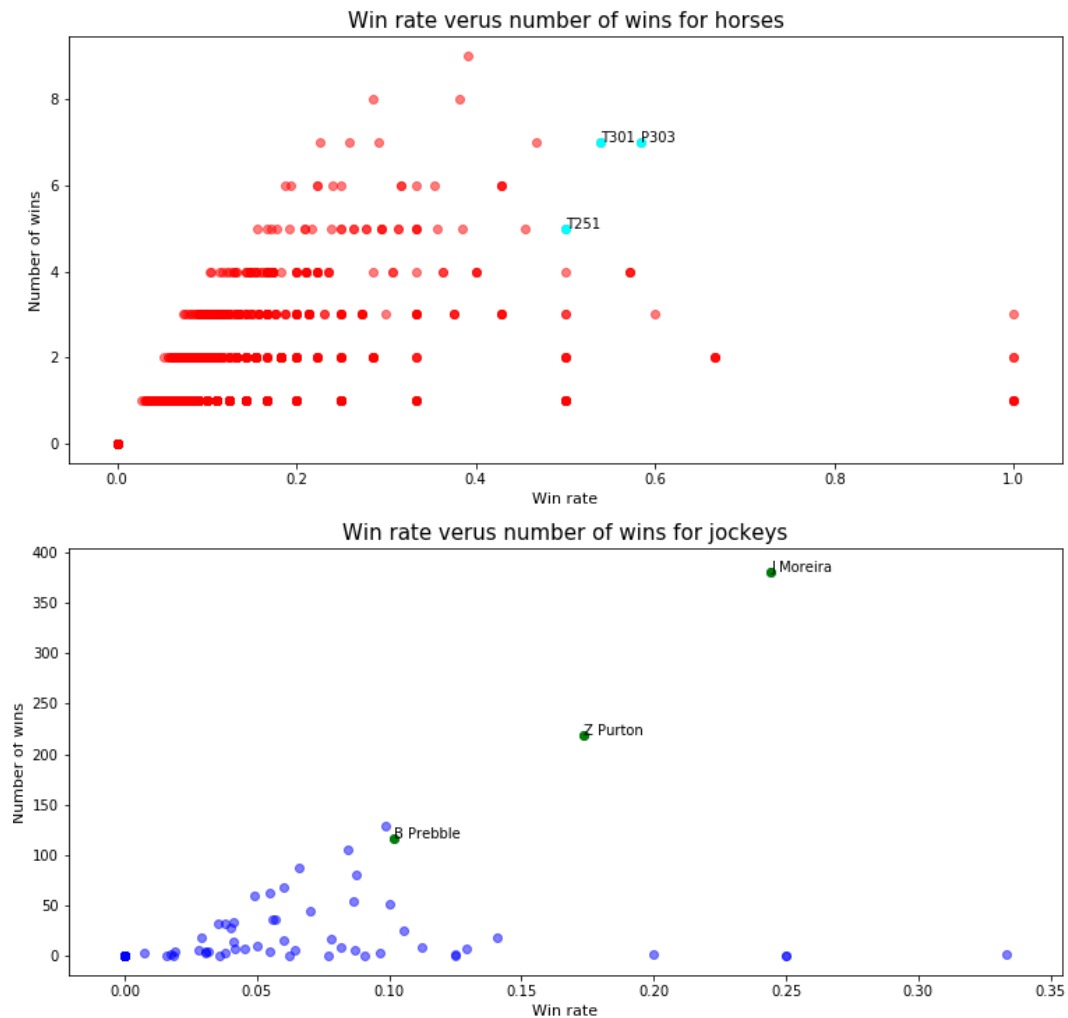 Win rate verus number of wins for horses
Number of wins
8
6
4
2
0
T301 P303
T251
0.0 0.2 0.4 0.6 0.8 1.0
Win rate
Win rate verus number of wins for jockeys
Number of wins
400
350
300
250
200
150
100
50
0
J Moreira
Z Purton
B Prebble
0.00 0.05 0.10 0.15 0.20 0.25 0.30 0.35
Win rate